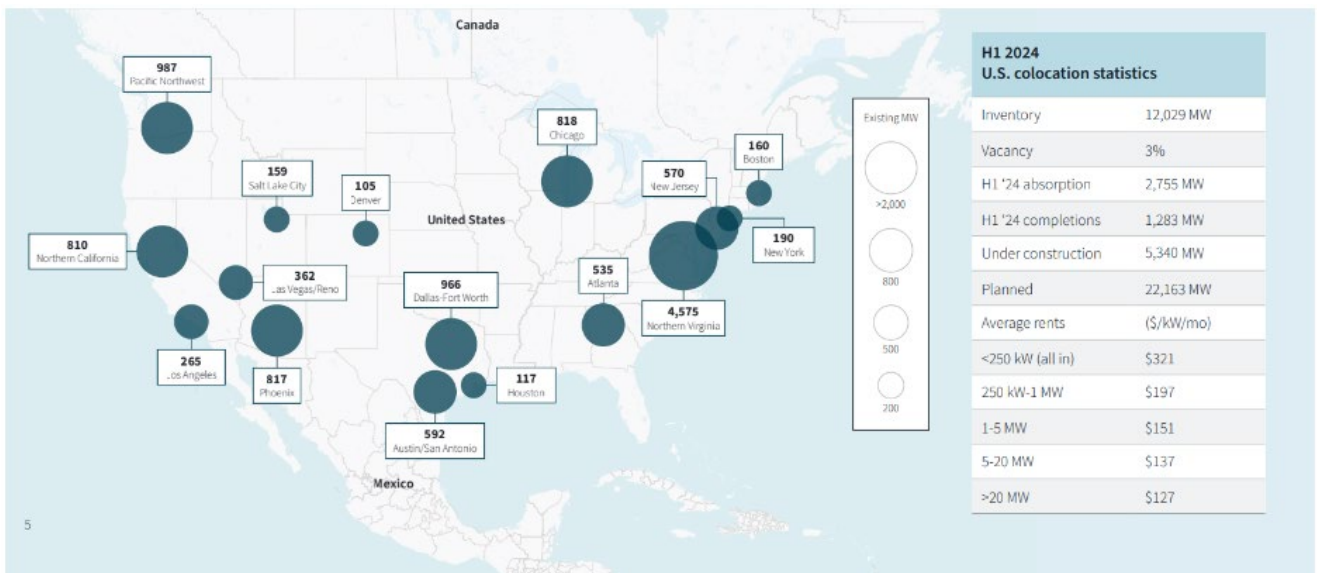 Canada
987
Pacific Northwest
818
Chicago
160
Boston
159
Salt Lake City
105
Denver
570
New Jersey
United States
190
New York
810
Northern California
362
Las Vegas/Reno
966
Dallas-Fort Worth
535
Atlanta
4,575
Northern Virginia
265
Los Angeles
817
Phoenix
117
Houston
592
Austin/San Antonio
Mexico
5
Existing MW
>2,000
800
500
200
H1 2024
U.S. colocation statistics
Inventory 12,029 MW
Vacancy 3%
H1 '24 absorption 2,755 MW
H1 '24 completions 1,283 MW
Under construction 5,340 MW
Planned 22,163 MW
Average rents ($/kW/mo)
<250 kW (all in) $321
250 kW-1 MW $197
1-5 MW $151
5-20 MW $137
>20 MW $127